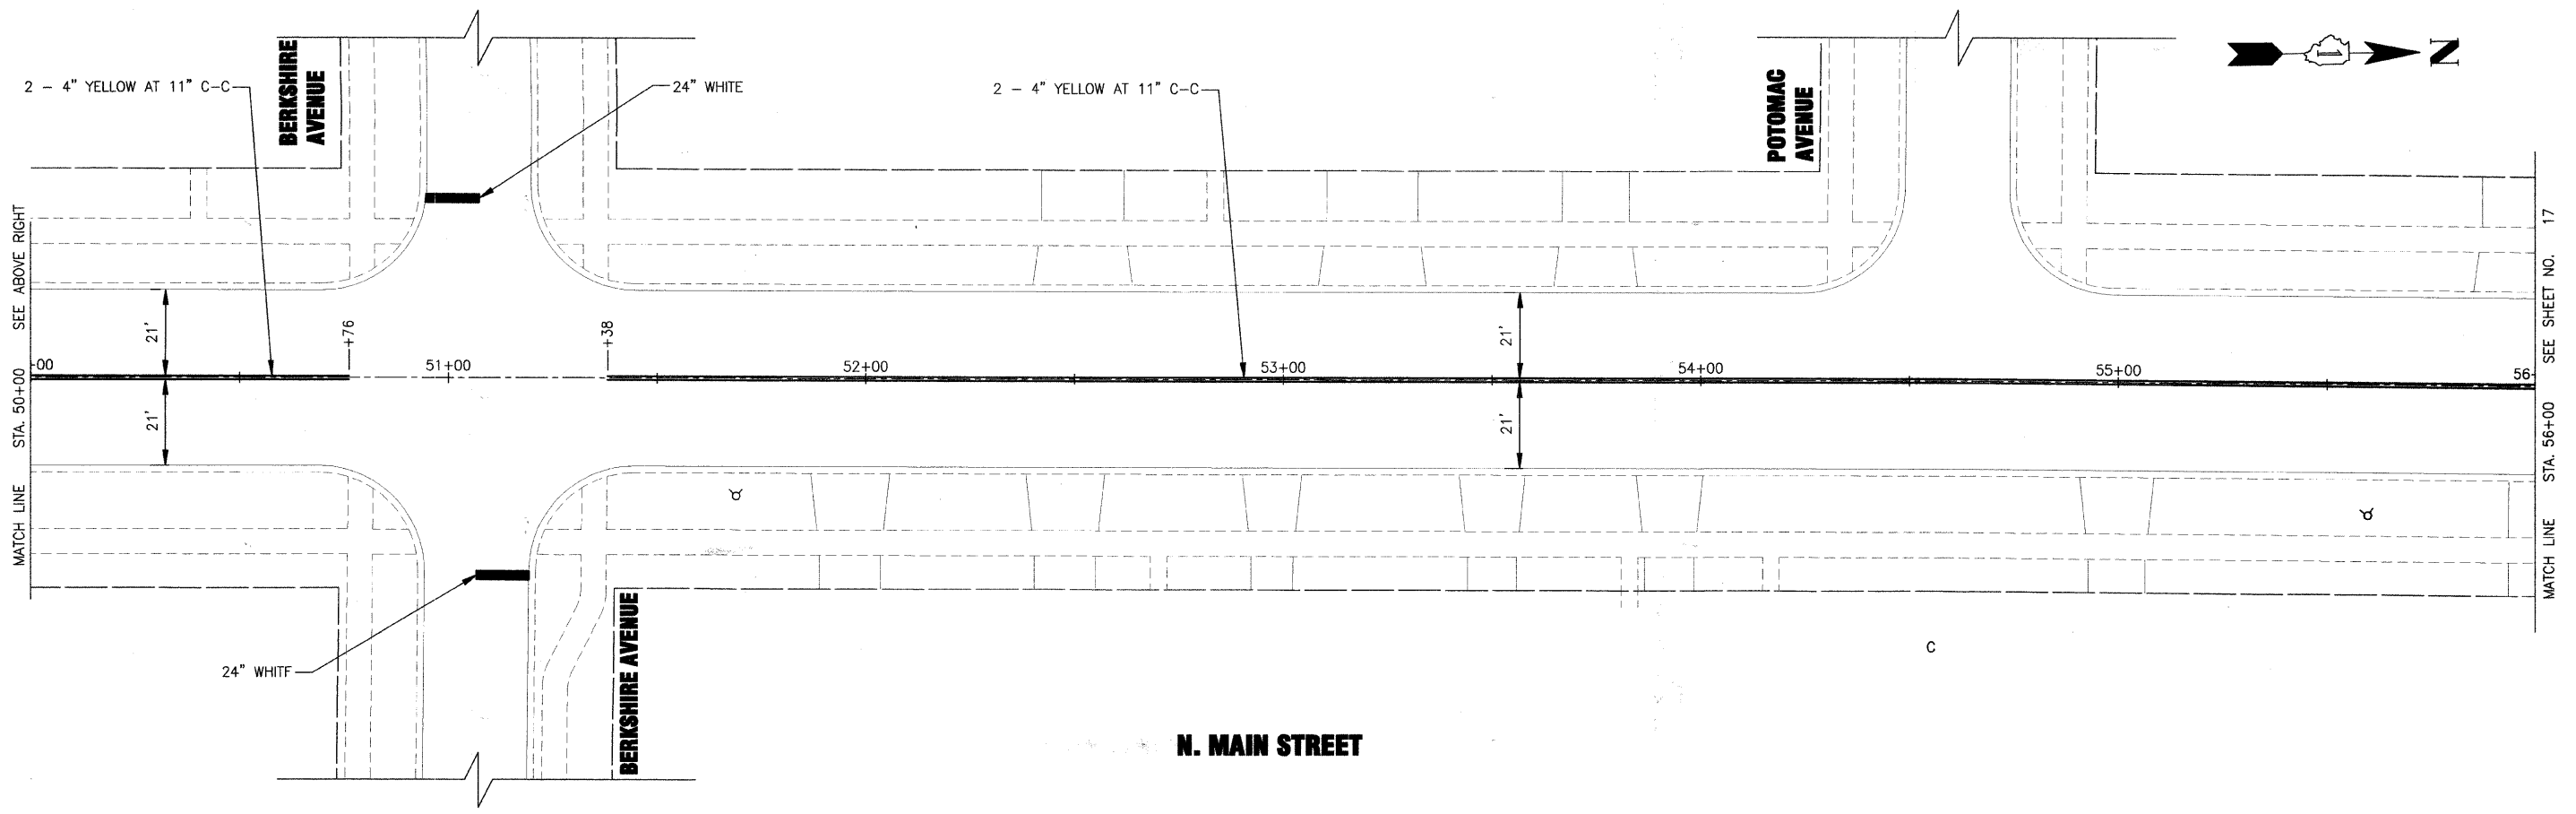 BERKSHIRE
AVENUE
2 - 4" YELLOW AT 11" C-C
24" WHITE
2 - 4" YELLOW AT 11" C-C
POTOMAC
AVENUE
1
N
MATCH LINE STA. 50+00 SEE ABOVE RIGHT
21'
+76
+38
21'
00
51+00
52+00
53+00
54+00
55+00
56
21'
21'
MATCH LINE STA. 56+00 SEE SHEET NO. 17
24" WHITF
BERKSHIRE AVENUE
C
N. MAIN STREET